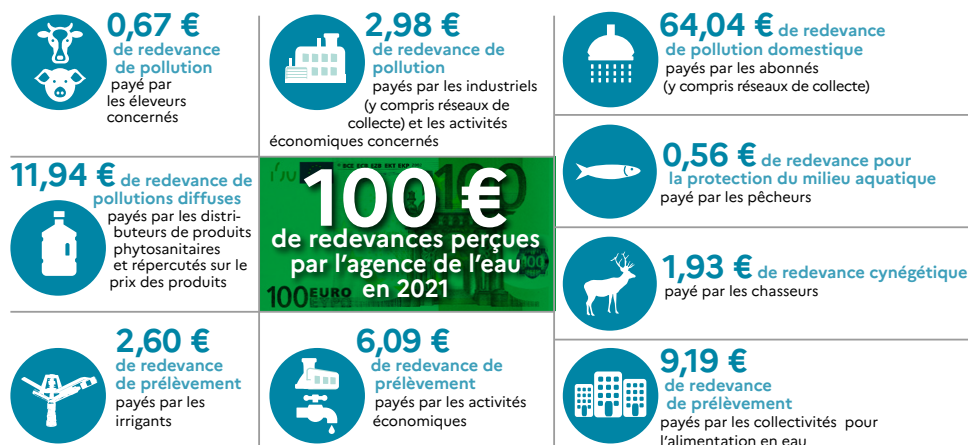 0,67 €
de redevance
de pollution
payé par
les éleveurs
concernés
2,98 €
de redevance de
pollution
payés par les industriels
(y compris réseaux de
collecte) et les activités
économiques concernés
64,04 € de redevance
de pollution domestique
payés par les abonnés
(y compris réseaux de collecte)
11,94 € de redevance de
pollutions diffuses
payés par les distri-
buteurs de produits
phytosanitaires
et répercutés sur le
prix des produits
100 €
de redevances perçues
par l'agence de l'eau
en 2021
100 EURO
0,56 € de redevance pour
la protection du milieu aquatique
payé par les pêcheurs
1,93 € de redevance cynégétique
payé par les chasseurs
2,60 €
de redevance
de prélèvement
payés par les
irrigants
6,09 €
de redevance de
prélèvement
payés par les activités
économiques
9,19 €
de redevance
de prélèvement
payés par les collectivités pour
l'alimentation en eau